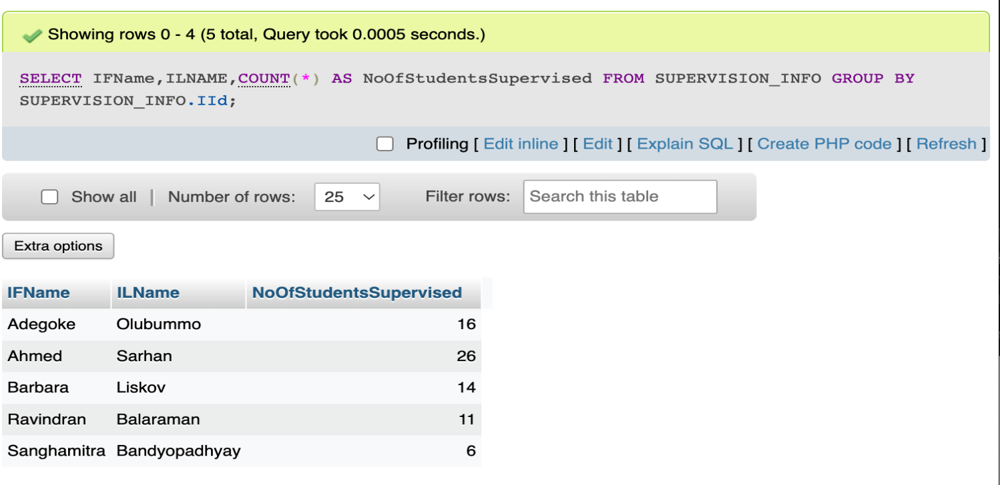 Showing rows 0 - 4 (5 total, Query took 0.0005 seconds.)
SELECT IFName,ILNAME,COUNT(*) AS NoOfStudentsSupervised FROM SUPERVISION_INFO GROUP BY
SUPERVISION_INFO.IId;
Profiling [ Edit inline ] [ Edit ] [ Explain SQL ] [ Create PHP code ] [ Refresh ]
Show all | Number of rows: 25 Filter rows: Search this table
Extra options
IFName ILName NoOfStudentsSupervised
Adegoke Olubummo 16
Ahmed Sarhan 26
Barbara Liskov 14
Ravindran Balaraman 11
Sanghamitra Bandyopadhyay 6